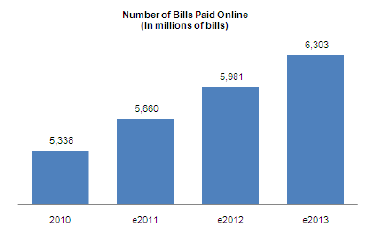 Number of Bills Paid Online
(In millions of bills)
6,303
5,981
5,660
5,338
2010
e2011
e2012
e2013